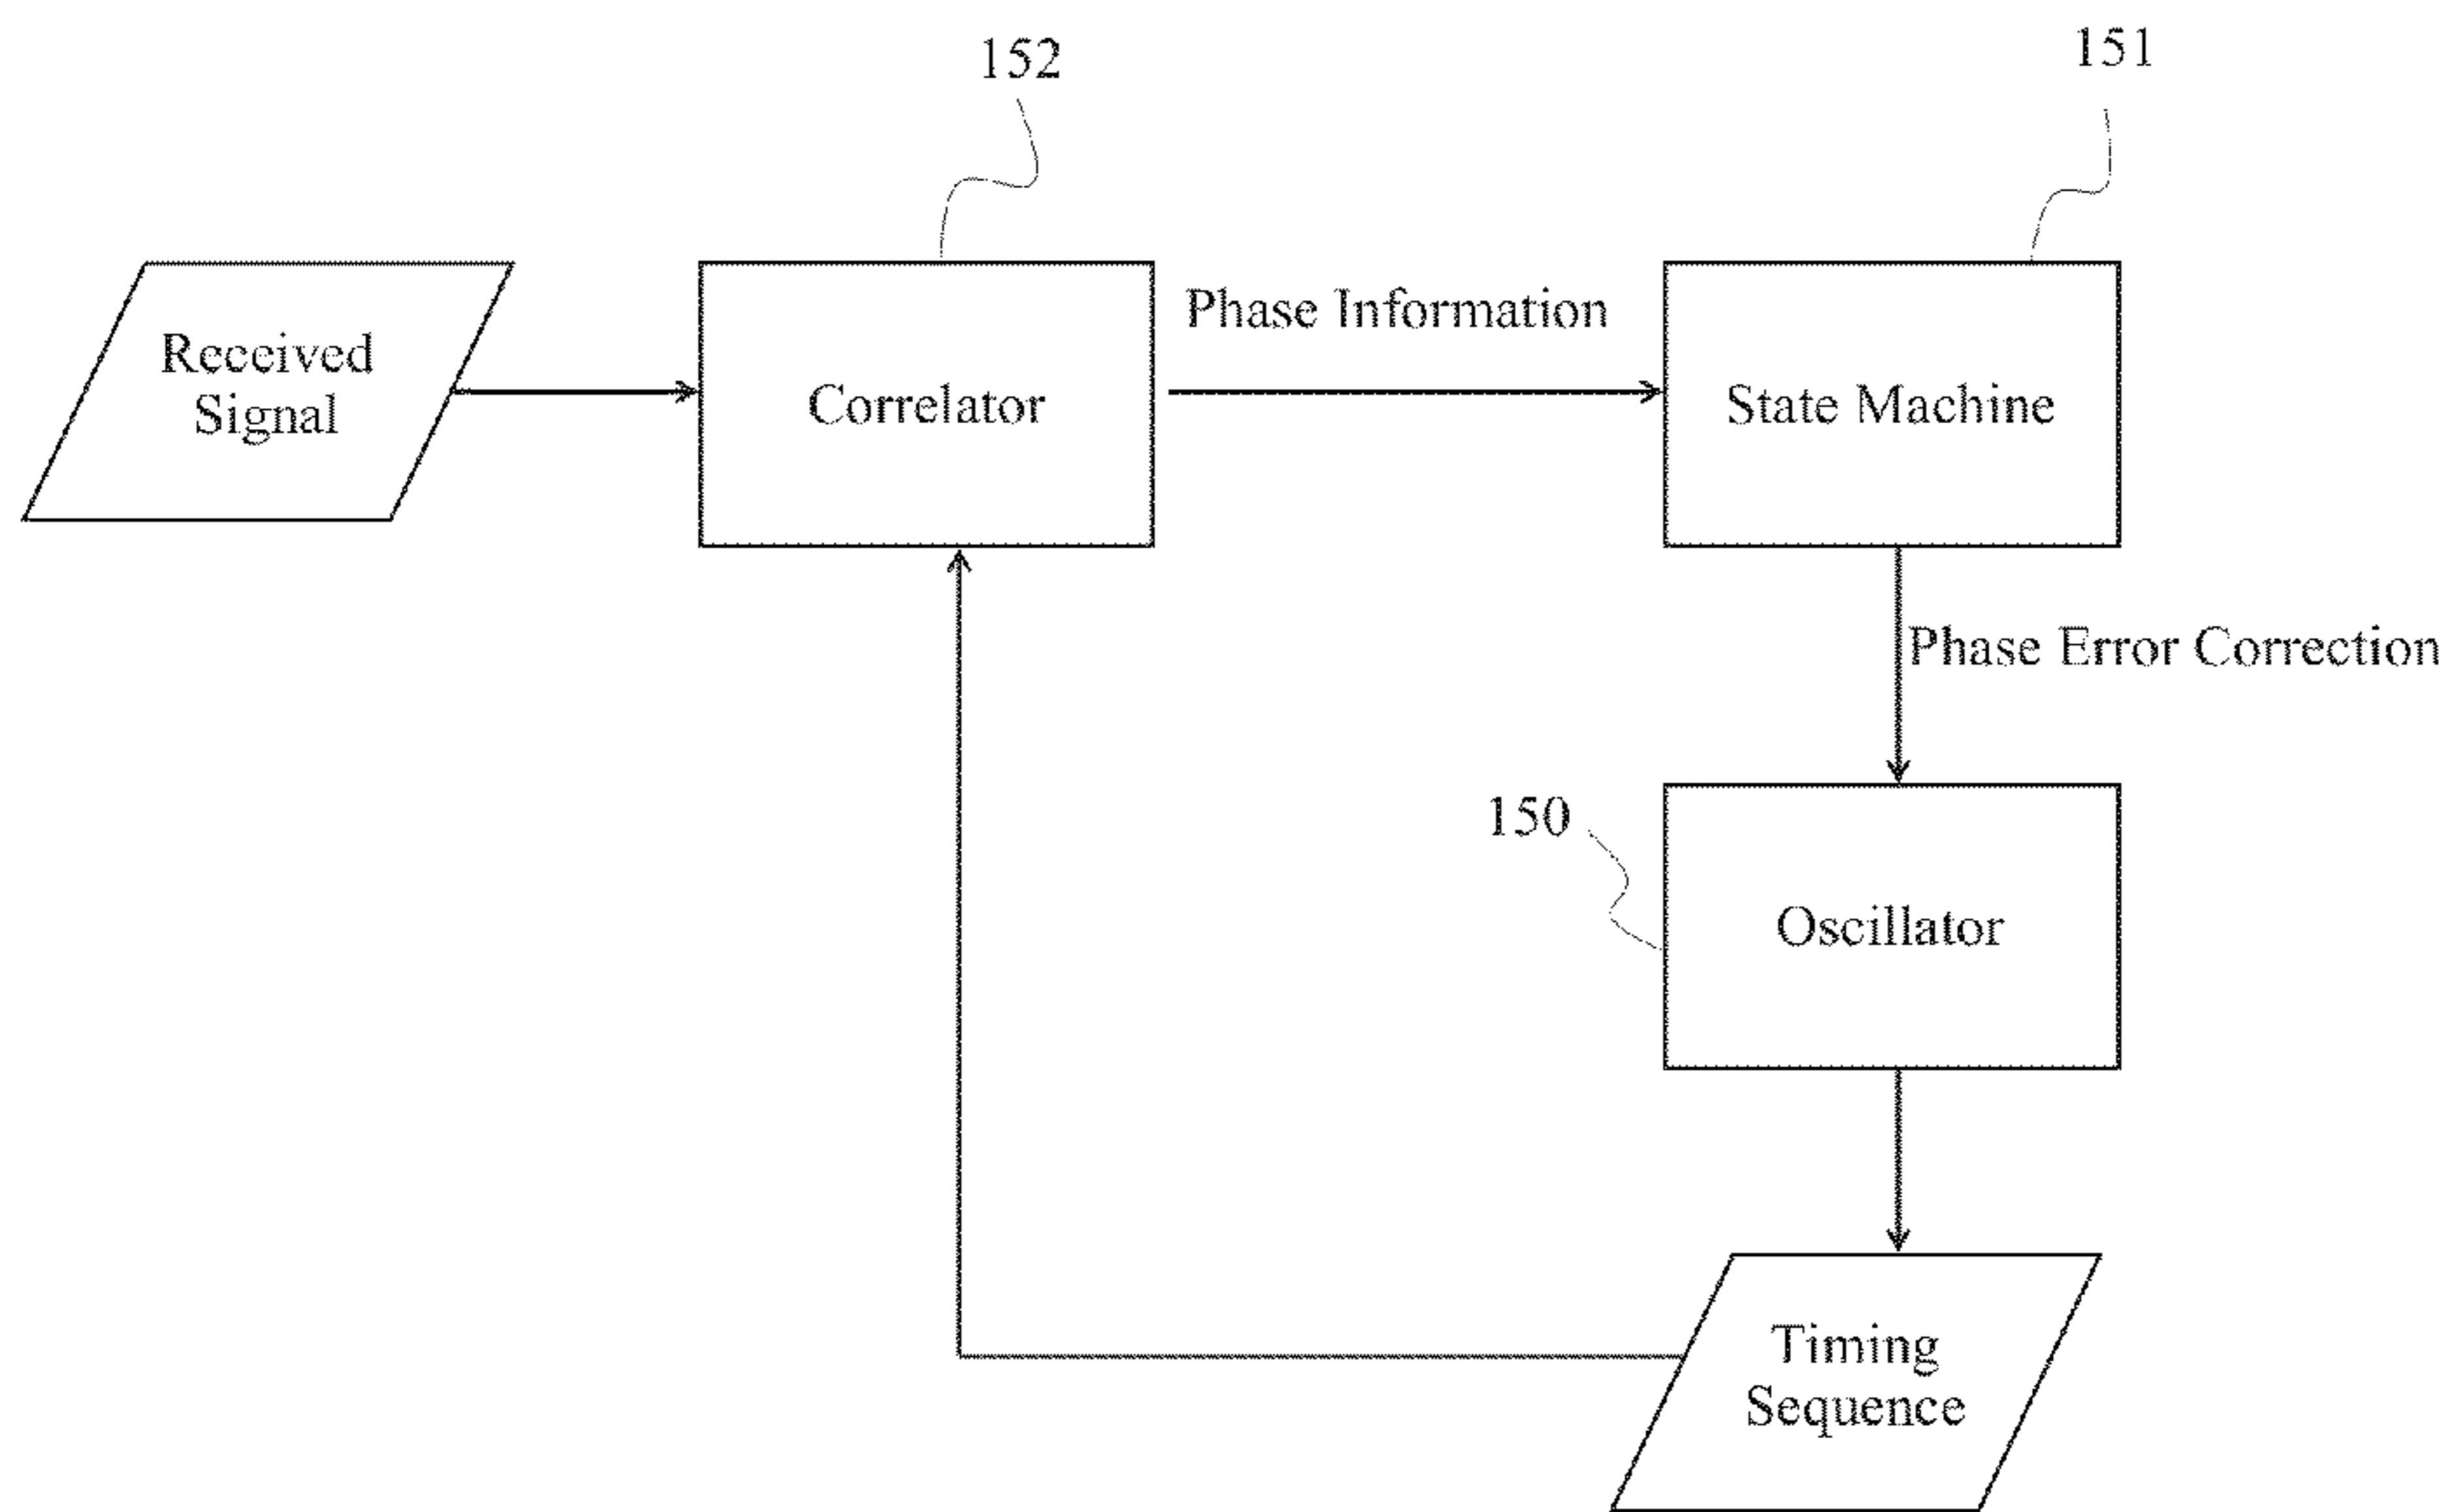 152
151
Received
Signal
Correlator
Phase Information
State Machine
Phase Error Correction
150
Oscillator
Timing
Sequence